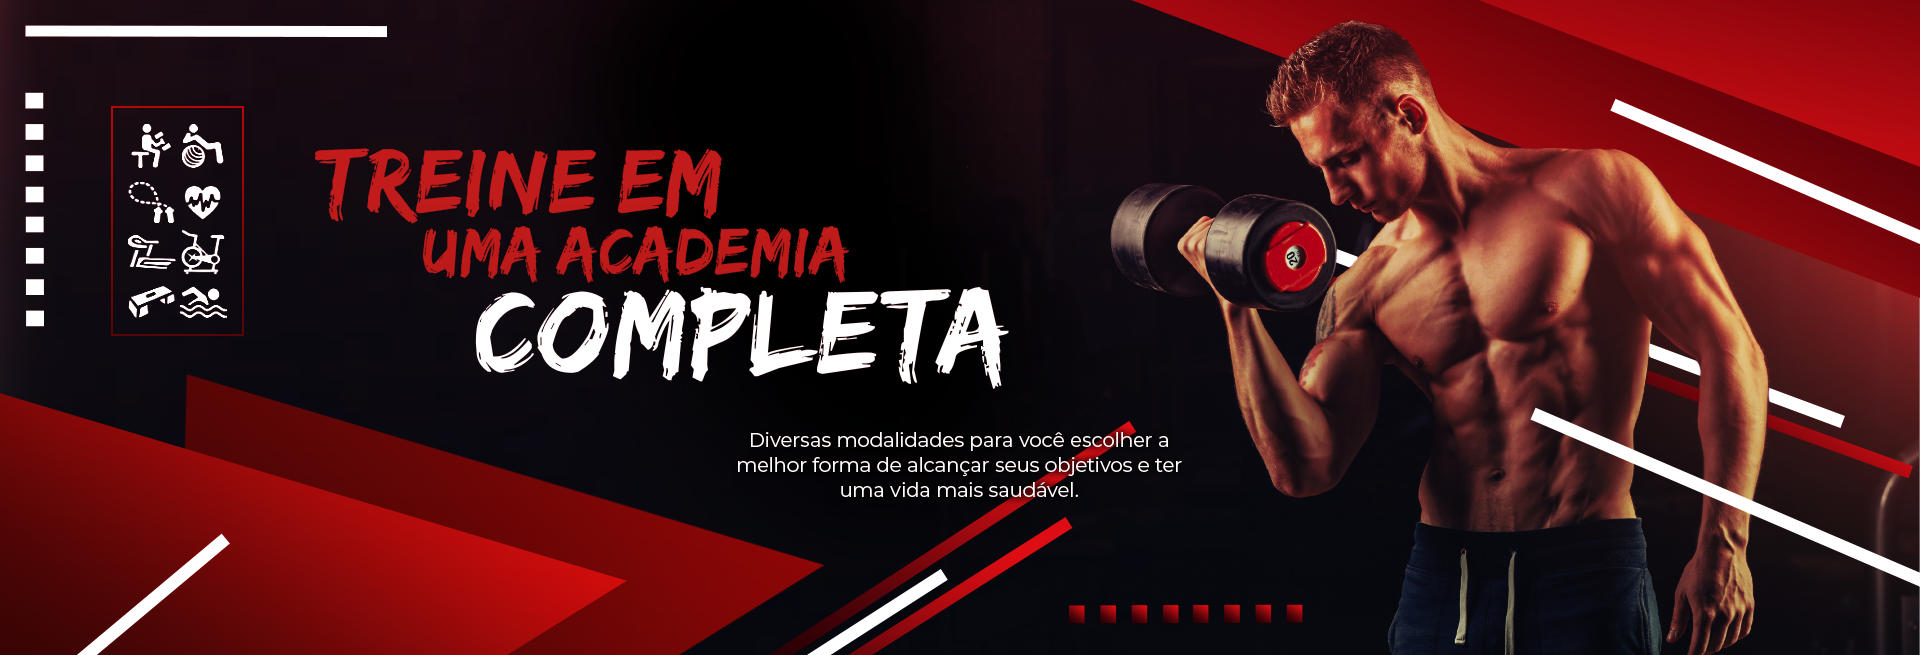 TREINE EM
UMA ACADEMIA
COMPLETA
Diversas modalidades para você escolher a
melhor forma de alcançar seus objetivos e ter
uma vida mais saudável.
20